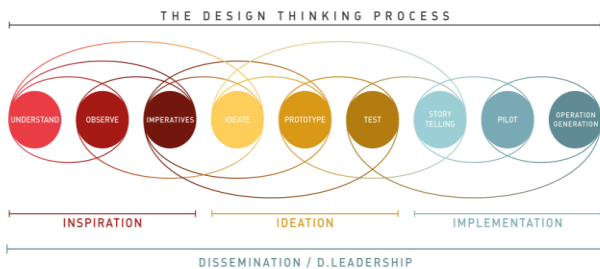 THE DESIGN THINKING PROCESS
UNDERSTAND
OBSERVE
IMPERATIVES
IDEATE
PROTOTYPE
TEST
STORY
TELLING
PILOT
OPERATION
GENERATION
INSPIRATION
IDEATION
IMPLEMENTATION
DISSEMINATION / D.LEADERSHIP